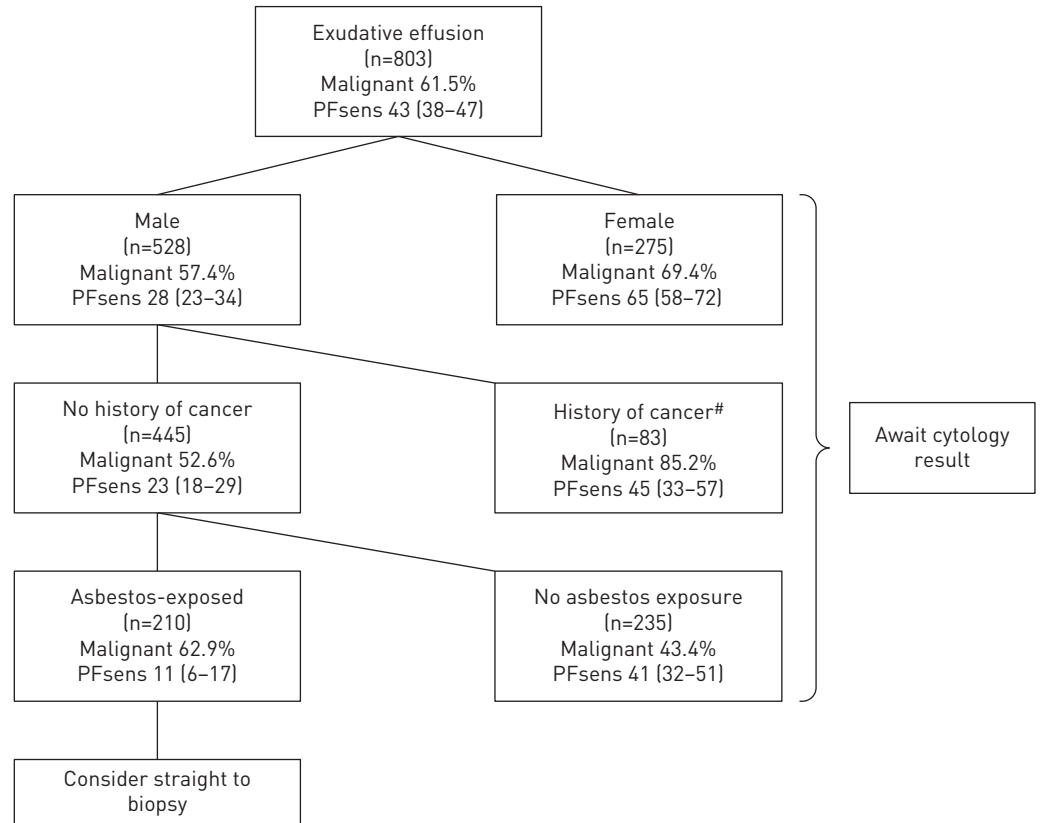 Exudative effusion
(n=803)
Malignant 61.5%
PFsens 43 (38–47)
Male
(n=528)
Malignant 57.4%
PFsens 28 (23–34)
Female
(n=275)
Malignant 69.4%
PFsens 65 (58–72)
No history of cancer
(n=445)
Malignant 52.6%
PFsens 23 (18–29)
History of cancer#
(n=83)
Malignant 85.2%
PFsens 45 (33–57)
Await cytology
result
Asbestos-exposed
(n=210)
Malignant 62.9%
PFsens 11 (6–17)
No asbestos exposure
(n=235)
Malignant 43.4%
PFsens 41 (32–51)
Consider straight to
biopsy